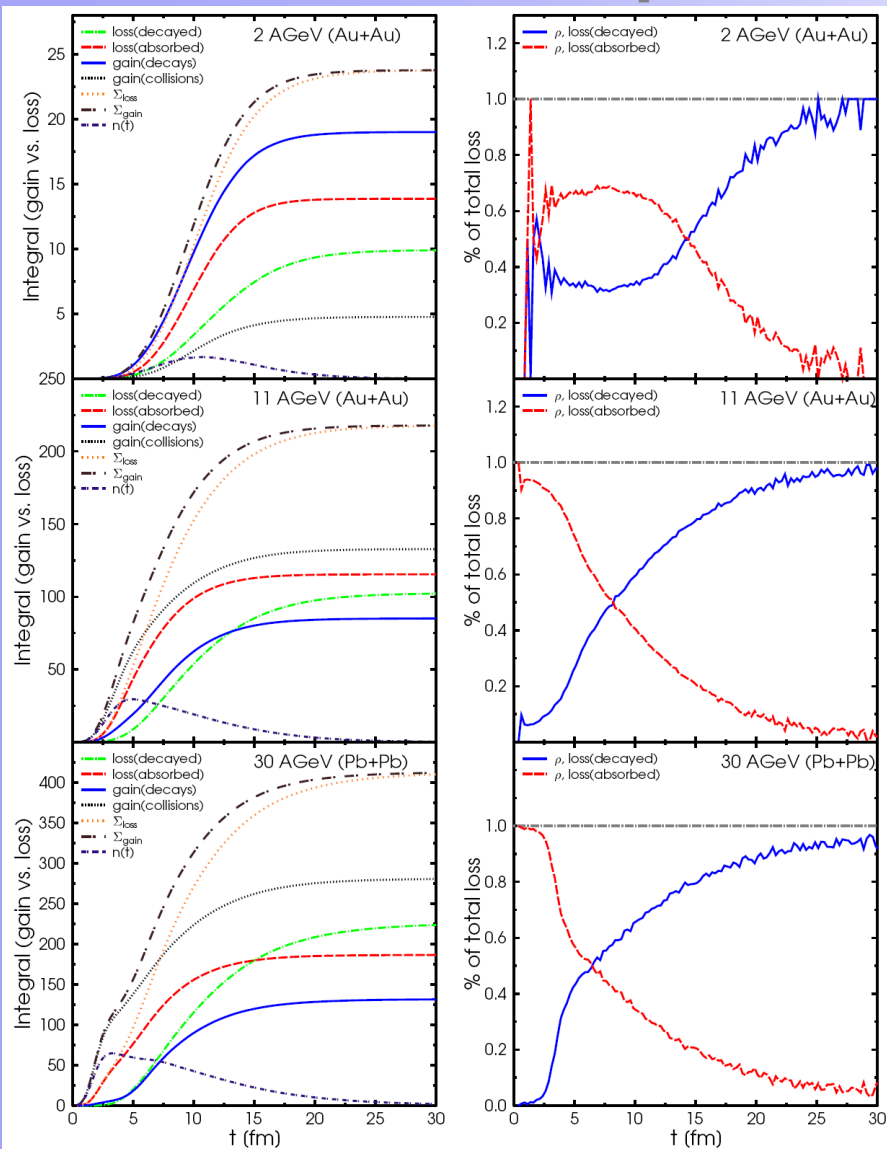 2 AGeV (Au+Au)
loss(decayed)
loss(absorbed)
gain(decays)
gain(collisions)
Σloss
Σgain
n(t)
Integral (gain vs. loss)
25
20
15
10
5
250
2 AGeV (Au+Au)
ρ, loss(decayed)
ρ, loss(absorbed)
% of total loss
1.2
1.0
0.8
0.6
0.4
0.2
11 AGeV (Au+Au)
loss(decayed)
loss(absorbed)
gain(decays)
gain(collisions)
Σloss
Σgain
n(t)
Integral (gain vs. loss)
200
150
100
50
11 AGeV (Au+Au)
ρ, loss(decayed)
ρ, loss(absorbed)
% of total loss
1.2
1.0
0.8
0.6
0.4
0.2
30 AGeV (Pb+Pb)
loss(decayed)
loss(absorbed)
gain(decays)
gain(collisions)
Σloss
Σgain
n(t)
Integral (gain vs. loss)
400
350
300
250
200
150
100
50
0
0 5 10 15 20 25 30
t [fm]
30 AGeV (Pb+Pb)
ρ, loss(decayed)
ρ, loss(absorbed)
% of total loss
1.2
1.0
0.8
0.6
0.4
0.2
0.0
0 5 10 15 20 25 30
t [fm]